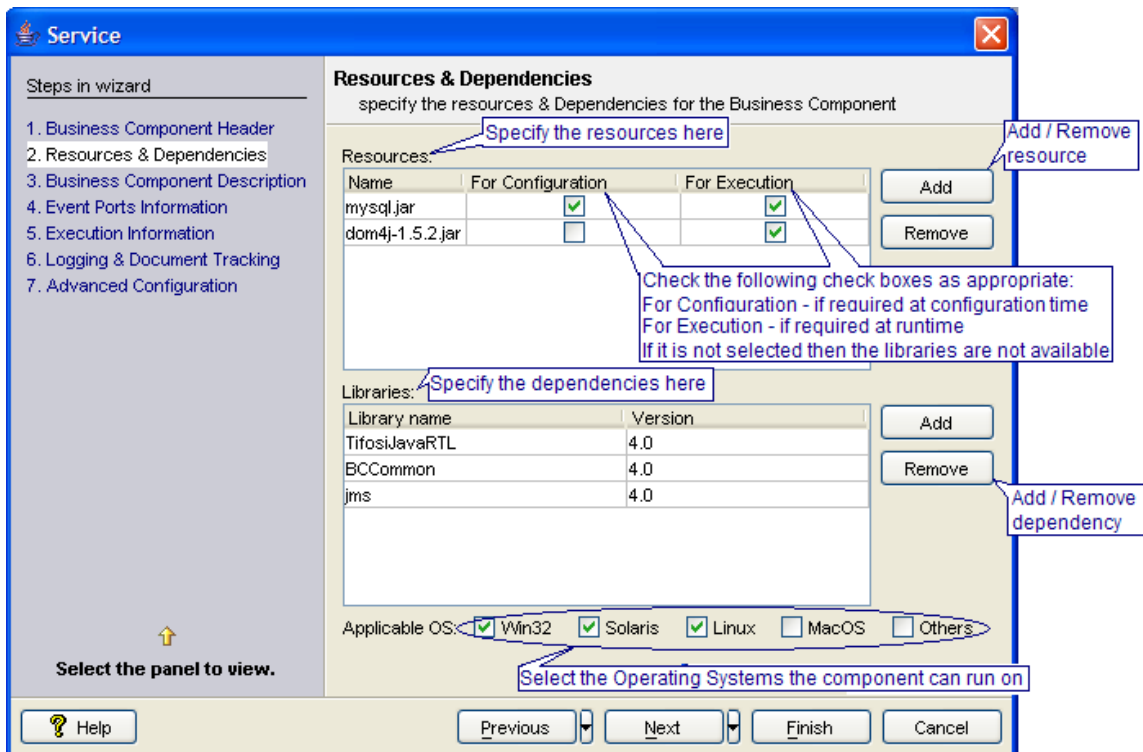 Service
Steps in wizard
1. Business Component Header
2. Resources & Dependencies
3. Business Component Description
4. Event Ports Information
5. Execution Information
6. Logging & Document Tracking
7. Advanced Configuration
Select the panel to view.
Resources & Dependencies
specify the resources & Dependencies for the Business Component
Specify the resources here
Add / Remove
resource
Resources:
Name For Configuration For Execution
mysql.jar
dom4j-1.5.2.jar
Add
Remove
Check the following check boxes as appropriate:
For Configuration - if required at configuration time
For Execution - if required at runtime
If it is not selected then the libraries are not available
Libraries:
Specify the dependencies here
Library name Version
TifosiJavaRTL 4.0
BCCommon 4.0
jms 4.0
Add
Remove
Add / Remove
dependency
Applicable OS: Win32 Solaris Linux MacOS Others
Select the Operating Systems the component can run on
Help Previous Next Finish Cancel